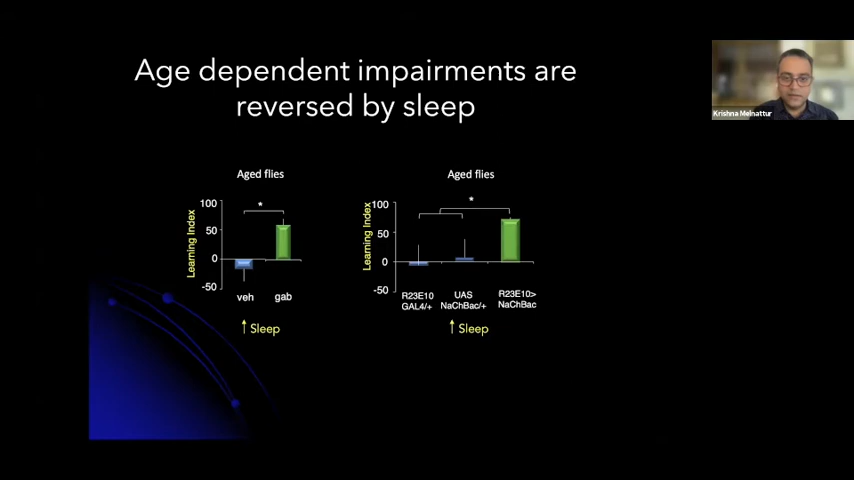 Age dependent impairments are
reversed by sleep
Krishna Melnattur
Aged flies
100
50
0
-50
Learning Index
*
veh
gab
↑ Sleep
Aged flies
100
50
0
-50
Learning Index
*
R23E10
GAL4/+
UAS
NaChBac/+
R23E10>
NaChBac
↑ Sleep